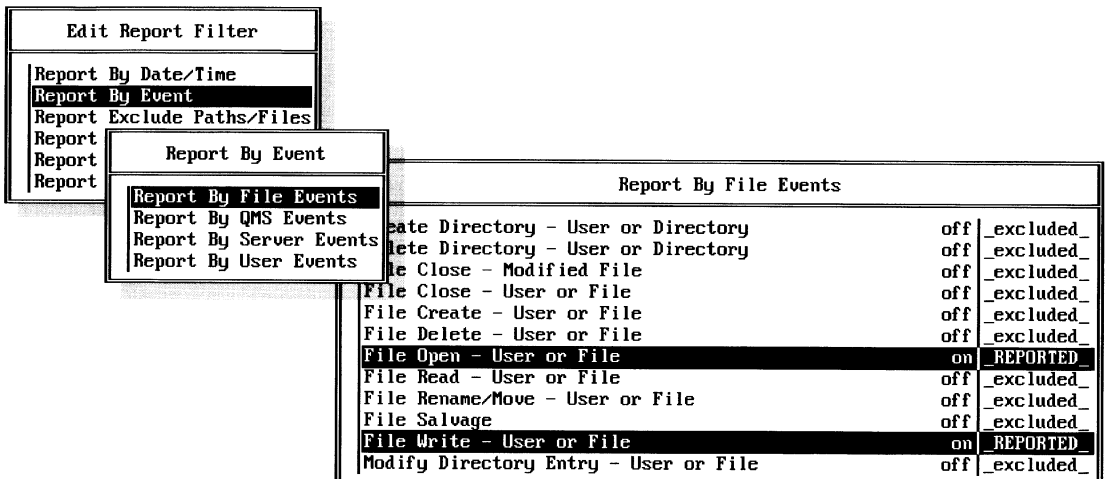 Edit Report Filter
Report By Date/Time
Report By Event
Report Exclude Paths/Files
Report
Report
Report
Report By Event
Report By File Events
Report By QMS Events
Report By Server Events
Report By User Events
Report By File Events
eate Directory - User or Directory off _excluded_
lete Directory - User or Directory off _excluded_
le Close - Modified File off _excluded_
File Close - User or File off _excluded_
File Create - User or File off _excluded_
File Delete - User or File off _excluded_
File Open - User or File on _REPORTED_
File Read - User or File off _excluded_
File Rename/Move - User or File off _excluded_
File Salvage off _excluded_
File Write - User or File on _REPORTED_
Modify Directory Entry - User or File off _excluded_